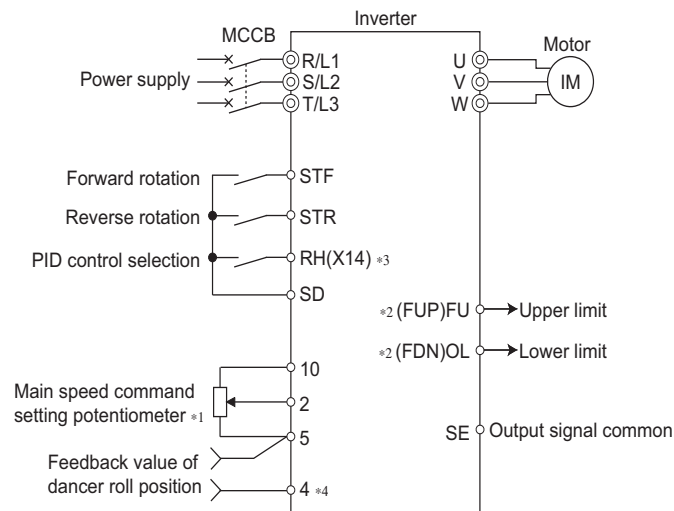 Inverter
MCCB
Motor
Power supply
R/L1
S/L2
T/L3
U
V
W
IM
Forward rotation
STF
Reverse rotation
STR
PID control selection
RH(X14) *3
SD
*2 (FUP)FU
Upper limit
*2 (FDN)OL
Lower limit
10
Main speed command
setting potentiometer *1
2
5
SE
Output signal common
Feedback value of
dancer roll position
4 *4